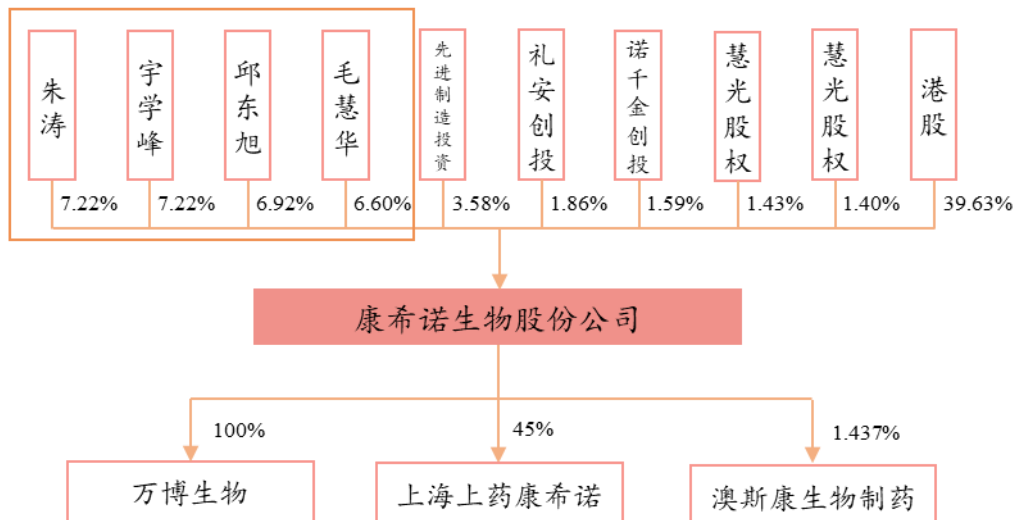 朱涛
宇学峰
邱东旭
毛慧华
先进制造投资
礼安创投
诺千金创投
慧光股权
慧光股权
港股
7.22%
7.22%
6.92%
6.60%
3.58%
1.86%
1.59%
1.43%
1.40%
39.63%
康希诺生物股份公司
100%
45%
1.437%
万博生物
上海上药康希诺
澳斯康生物制药